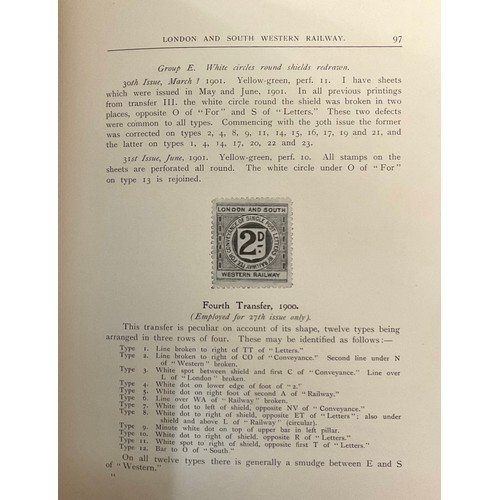 LONDON AND SOUTH WESTERN RAILWAY. 97
Group E. White circles round shields redrawn.
30th Issue, March ? 1901. Yellow-green, perf. 11. I have sheets
which were issued in May and June, 1901. In all previous printings
from transfer III. the white circle round the shield was broken in two
places, opposite O of "For" and S of "Letters." These two defects
were common to all types. Commencing with the 30th issue the former
was corrected on types 2, 4, 8, 9, 11, 14, 15, 16, 17, 19 and 21, and
the latter on types 1, 4, 14, 17, 20, 22 and 23.
31st Issue, June, 1901. Yellow-green, perf. 10. All stamps on the
sheets are perforated all round. The white circle under O of "For"
on type 13 is rejoined.
LONDON AND SOUTH
FOR CONVEYANCE OF SINGLE POST LETTERS BY RAILWAY
2D.
WESTERN RAILWAY
Fourth Transfer, 1900.
(Employed for 27th issue only).
This transfer is peculiar on account of its shape, twelve types being
arranged in three rows of four. These may be identified as follows:—
Type 1. Line broken to right of TT of "Letters."
Type 2. Line broken to right of CO of "Conveyance." Second line under N
of "Western" broken.
Type 3. White spot between shield and first C of "Conveyance." Line over
L of "London" broken.
Type 4. White dot on lower edge of foot of "2."
Type 5. White dot on right foot of second A of "Railway."
Type 6. Line over WA of "Railway" broken.
Type 7. White dot to left of shield, opposite NV of "Conveyance."
Type 8. White dot to right of shield, opposite ET of "Letters"; also under
shield and above L of "Railway" (circular).
Type 9. Minute white dot on top of upper bar in left pillar.
Type 10. White dot to right of shield, opposite R of "Letters."
Type 11. White spot to right of shield, opposite first T of "Letters."
Type 12. Bar to O of "South."
On all twelve types there is generally a smudge between E and S
of "Western."